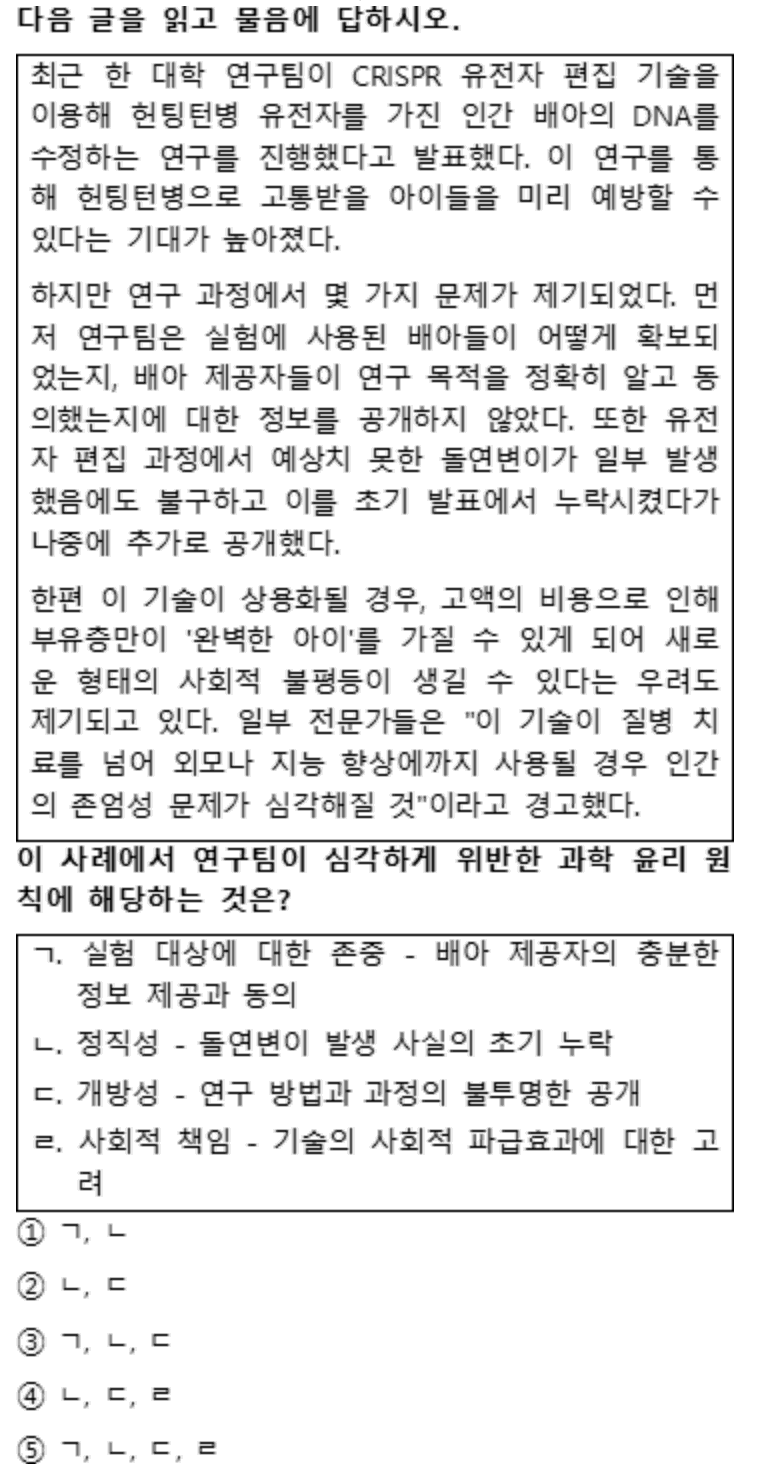 다음 글을 읽고 물음에 답하시오.
최근 한 대학 연구팀이 CRISPR 유전자 편집 기술을
이용해 헌팅턴병 유전자를 가진 인간 배아의 DNA를
수정하는 연구를 진행했다고 발표했다. 이 연구를 통
해 헌팅턴병으로 고통받을 아이들을 미리 예방할 수
있다는 기대가 높아졌다.
하지만 연구 과정에서 몇 가지 문제가 제기되었다. 먼
저 연구팀은 실험에 사용된 배아들이 어떻게 확보되
었는지, 배아 제공자들이 연구 목적을 정확히 알고 동
의했는지에 대한 정보를 공개하지 않았다. 또한 유전
자 편집 과정에서 예상치 못한 돌연변이가 일부 발생
했음에도 불구하고 이를 초기 발표에서 누락시켰다가
나중에 추가로 공개했다.
한편 이 기술이 상용화될 경우, 고액의 비용으로 인해
부유층만이 '완벽한 아이'를 가질 수 있게 되어 새로
운 형태의 사회적 불평등이 생길 수 있다는 우려도
제기되고 있다. 일부 전문가들은 "이 기술이 질병 치
료를 넘어 외모나 지능 향상에까지 사용될 경우 인간
의 존엄성 문제가 심각해질 것"이라고 경고했다.
이 사례에서 연구팀이 심각하게 위반한 과학 윤리 원
칙에 해당하는 것은?
ㄱ. 실험 대상에 대한 존중 - 배아 제공자의 충분한
정보 제공과 동의
ㄴ. 정직성 - 돌연변이 발생 사실의 초기 누락
ㄷ. 개방성 - 연구 방법과 과정의 불투명한 공개
ㄹ. 사회적 책임 - 기술의 사회적 파급효과에 대한 고
려
① ㄱ, ㄴ
② ㄴ, ㄷ
③ ㄱ, ㄴ, ㄷ
④ ㄴ, ㄷ, ㄹ
⑤ ㄱ, ㄴ, ㄷ, ㄹ